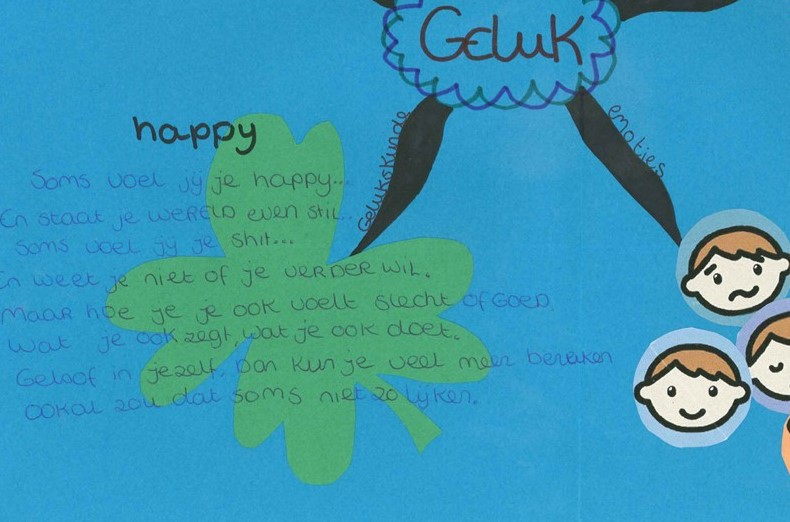 Geluk
Gelukskunde
emoties
happy
Soms voel jij je happy...
En staat je WERELD even stil..
Soms voel jij je shit...
En weet je niet of je VERDER WIL.
MAAR hoe je je ook voelt slecht of GOED.
Wat je ook zegt, wat je ook doet.
Geloof in jezelf. Dan kun je veel meer bereiken
Ookal zou dat soms niet zo lijken.